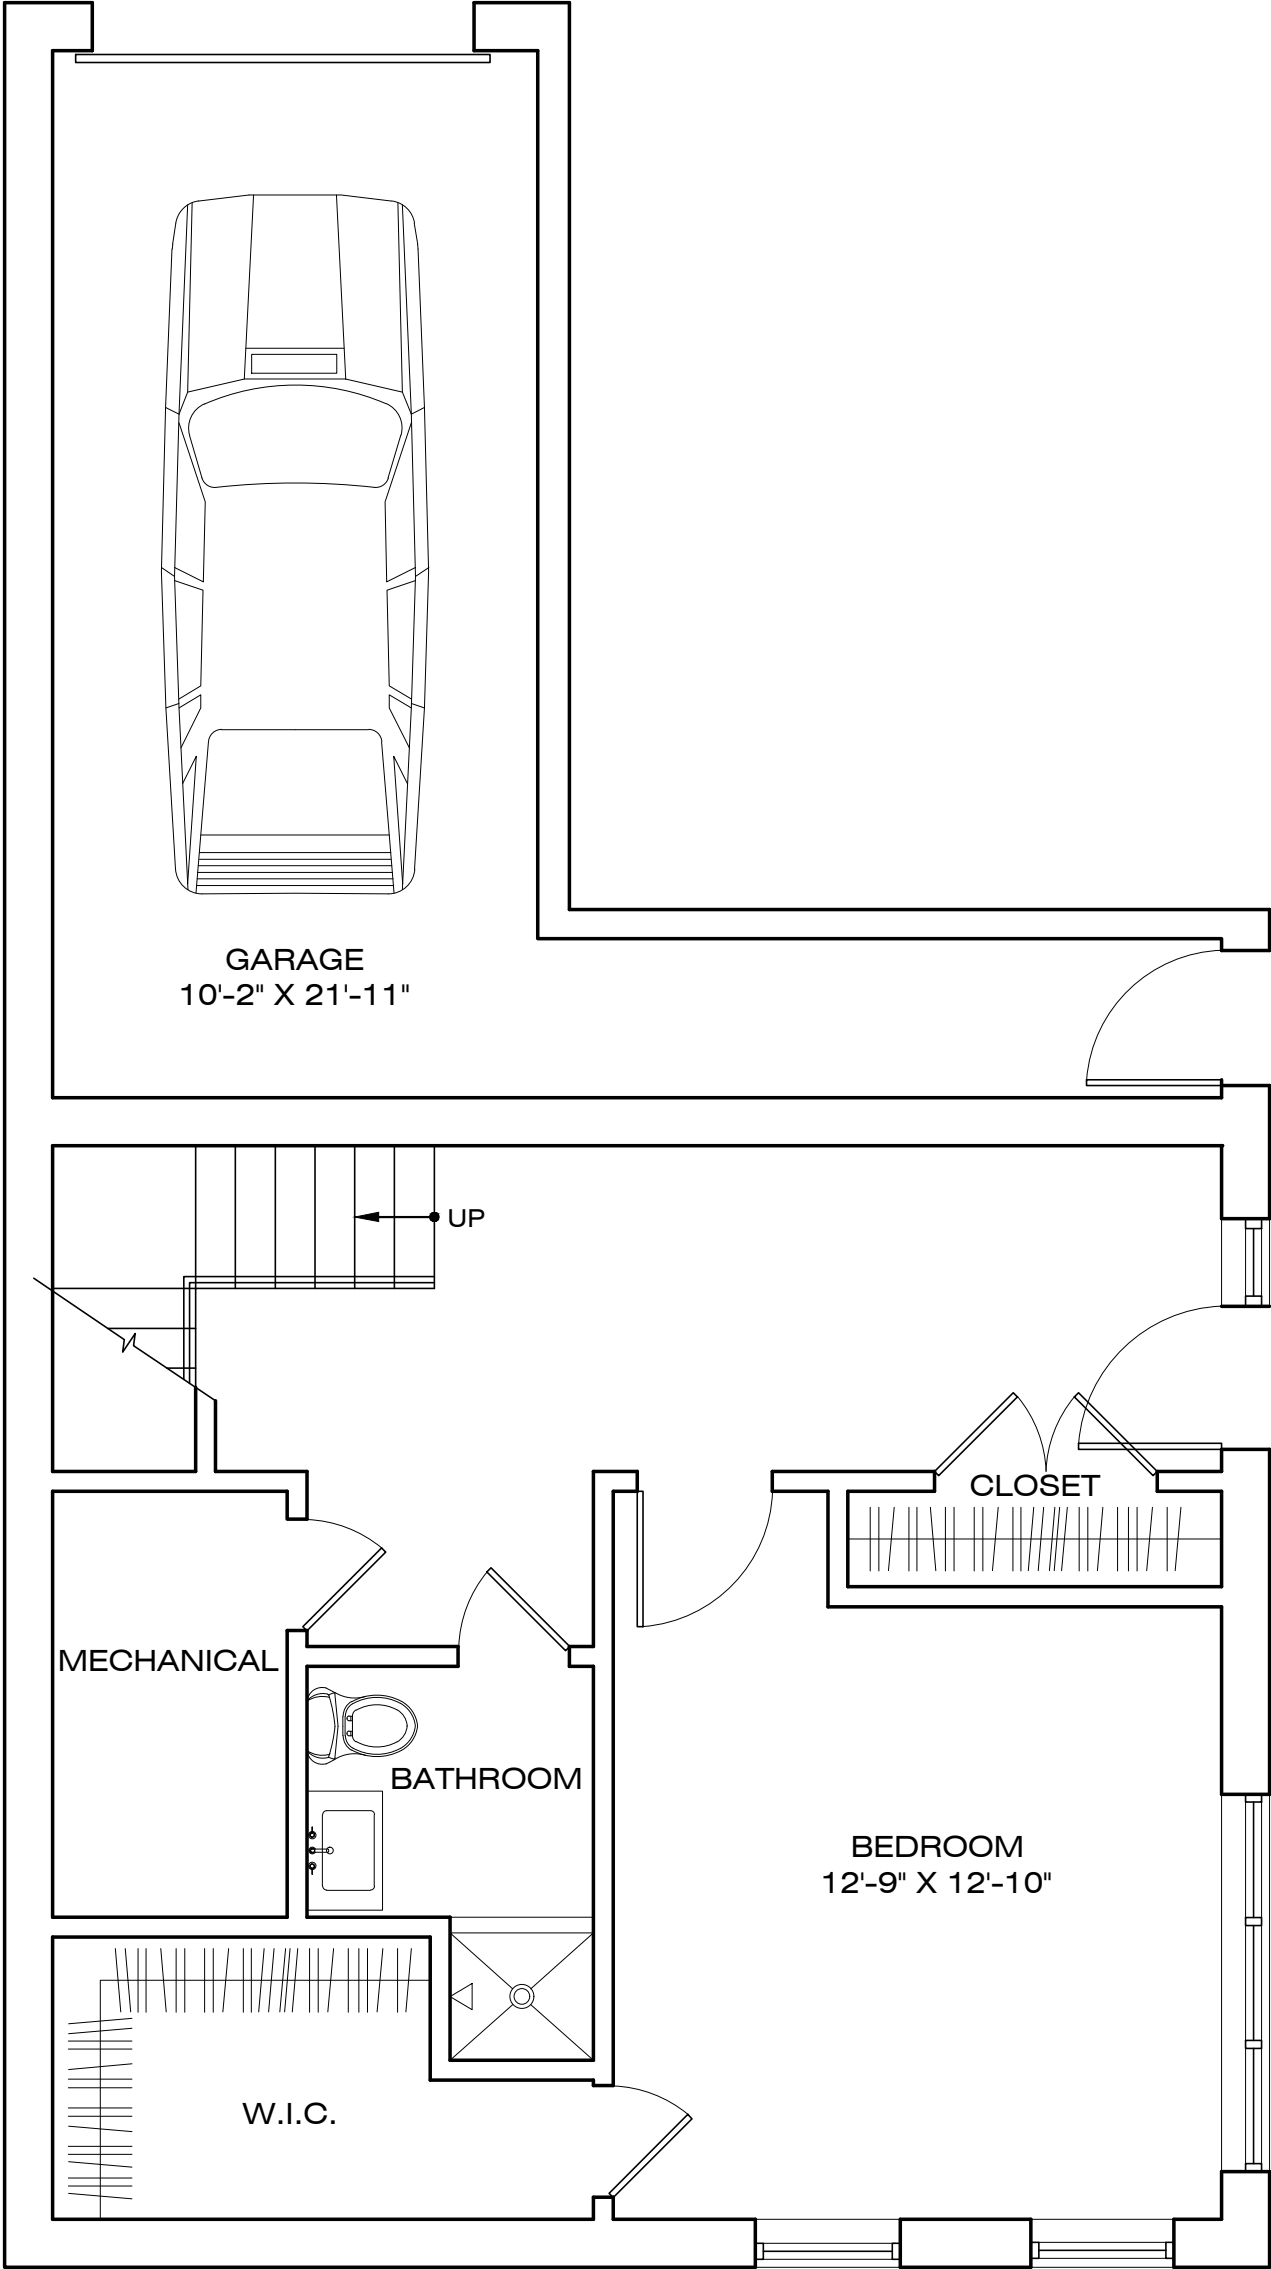 GARAGE
10'-2" X 21'-11"
UP
CLOSET
MECHANICAL
BATHROOM
BEDROOM
12'-9" X 12'-10"
W.I.C.